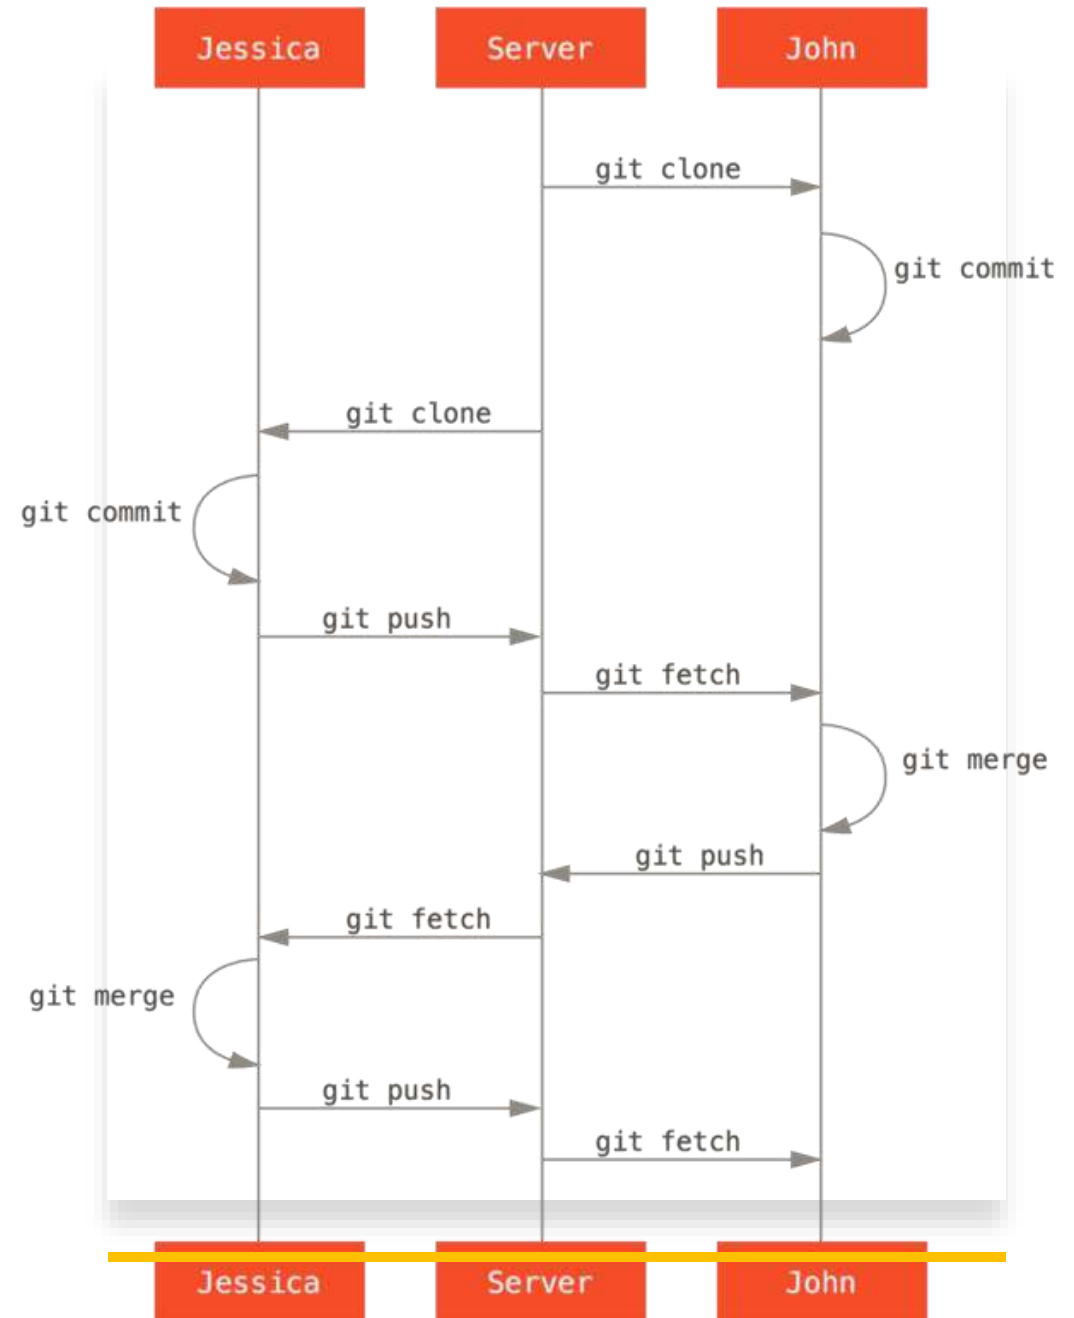 Jessica
Server
John
git clone
git commit
git clone
git commit
git push
git fetch
git merge
git push
git fetch
git merge
git push
git fetch
Jessica
Server
John